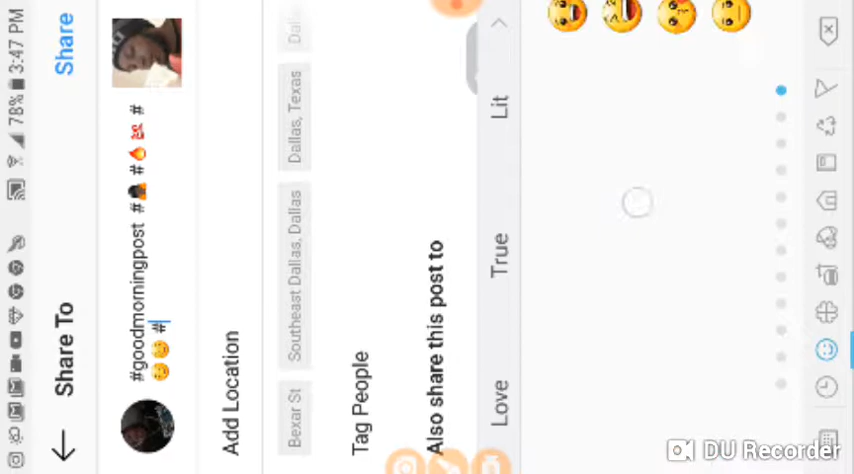 3:47 PM
78%
Share To
Share
#goodmorningpost #🙅🏿 #🔥 💯 #
🙂 😊 #
Add Location
Bexar St
Southeast Dallas, Dallas
Dallas, Texas
Dal
Tag People
Also share this post to
Love
True
Lit
DU Recorder